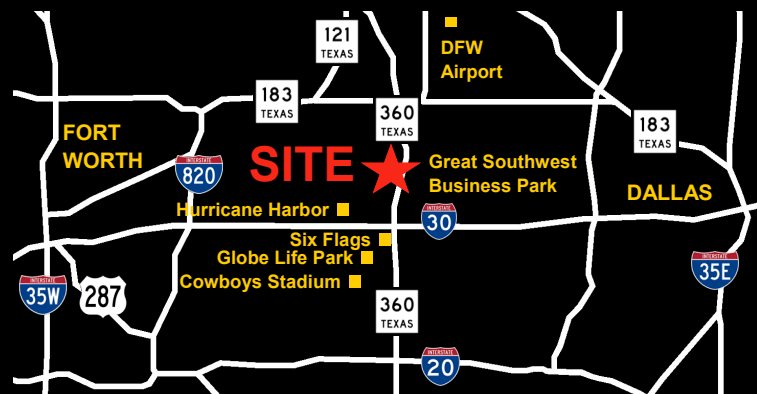 121
TEXAS
DFW
Airport
183
TEXAS
360
TEXAS
183
TEXAS
FORT
WORTH
INTERSTATE
820
SITE
Great Southwest
Business Park
DALLAS
Hurricane Harbor
INTERSTATE
30
Six Flags
Globe Life Park
Cowboys Stadium
INTERSTATE
35W
287
360
TEXAS
INTERSTATE
35E
INTERSTATE
20